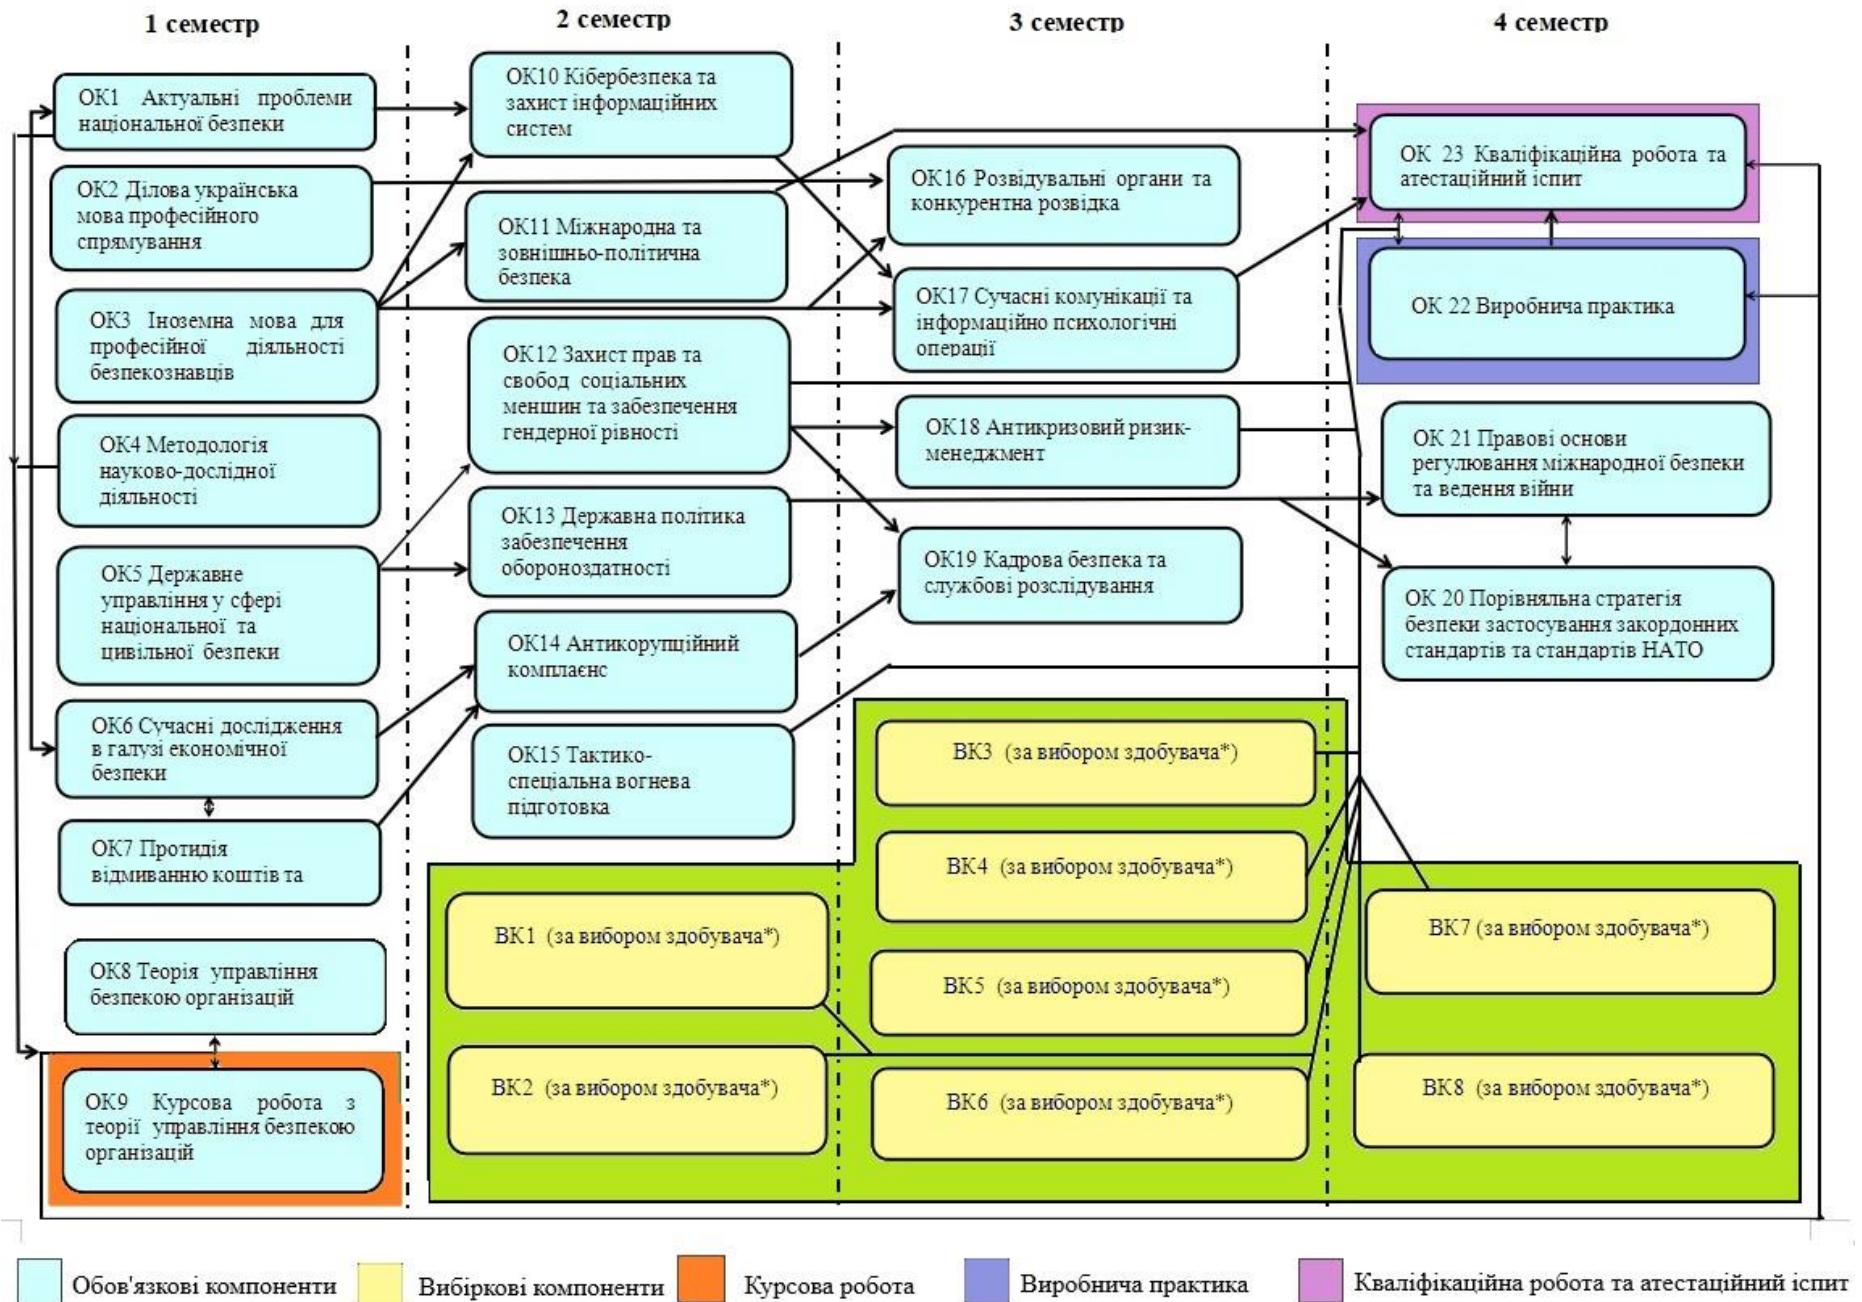 1 семестр
2 семестр
3 семестр
4 семестр
ОК1 Актуальні проблеми
національної безпеки
ОК2 Ділова українська
мова професійного
спрямування
ОК3 Іноземна мова для
професійної діяльності
безпекознавців
ОК4 Методологія
науково-дослідної
діяльності
ОК5 Державне
управління у сфері
національної та
цивільної безпеки
ОК6 Сучасні дослідження
в галузі економічної
безпеки
ОК7 Протидія
відмиванню коштів та
ОК8 Теорія управління
безпекою організацій
ОК9 Курсова робота з
теорії управління безпекою
організацій
ОК10 Кібербезпека та
захист інформаційних
систем
ОК11 Міжнародна та
зовнішньо-політична
безпека
ОК12 Захист прав та
свобод соціальних
меншин та забезпечення
гендерної рівності
ОК13 Державна політика
забезпечення
обороноздатності
ОК14 Антикорупційний
комплаєнс
ОК15 Тактико-
спеціальна вогнева
підготовка
ВК1 (за вибором здобувача*)
ВК2 (за вибором здобувача*)
ОК16 Розвідувальні органи та
конкурентна розвідка
ОК17 Сучасні комунікації та
інформаційно психологічні
операції
ОК18 Антикризовий ризик-
менеджмент
ОК19 Кадрова безпека та
службові розслідування
ВК3 (за вибором здобувача*)
ВК4 (за вибором здобувача*)
ВК5 (за вибором здобувача*)
ВК6 (за вибором здобувача*)
ОК 23 Кваліфікаційна робота та
атестаційний іспит
ОК 22 Виробнича практика
ОК 21 Правові основи
регулювання міжнародної безпеки
та ведення війни
ОК 20 Порівняльна стратегія
безпеки застосування закордонних
стандартів та стандартів НАТО
ВК7 (за вибором здобувача*)
ВК8 (за вибором здобувача*)
Обов'язкові компоненти
Вибіркові компоненти
Курсова робота
Виробнича практика
Кваліфікаційна робота та атестаційний іспит